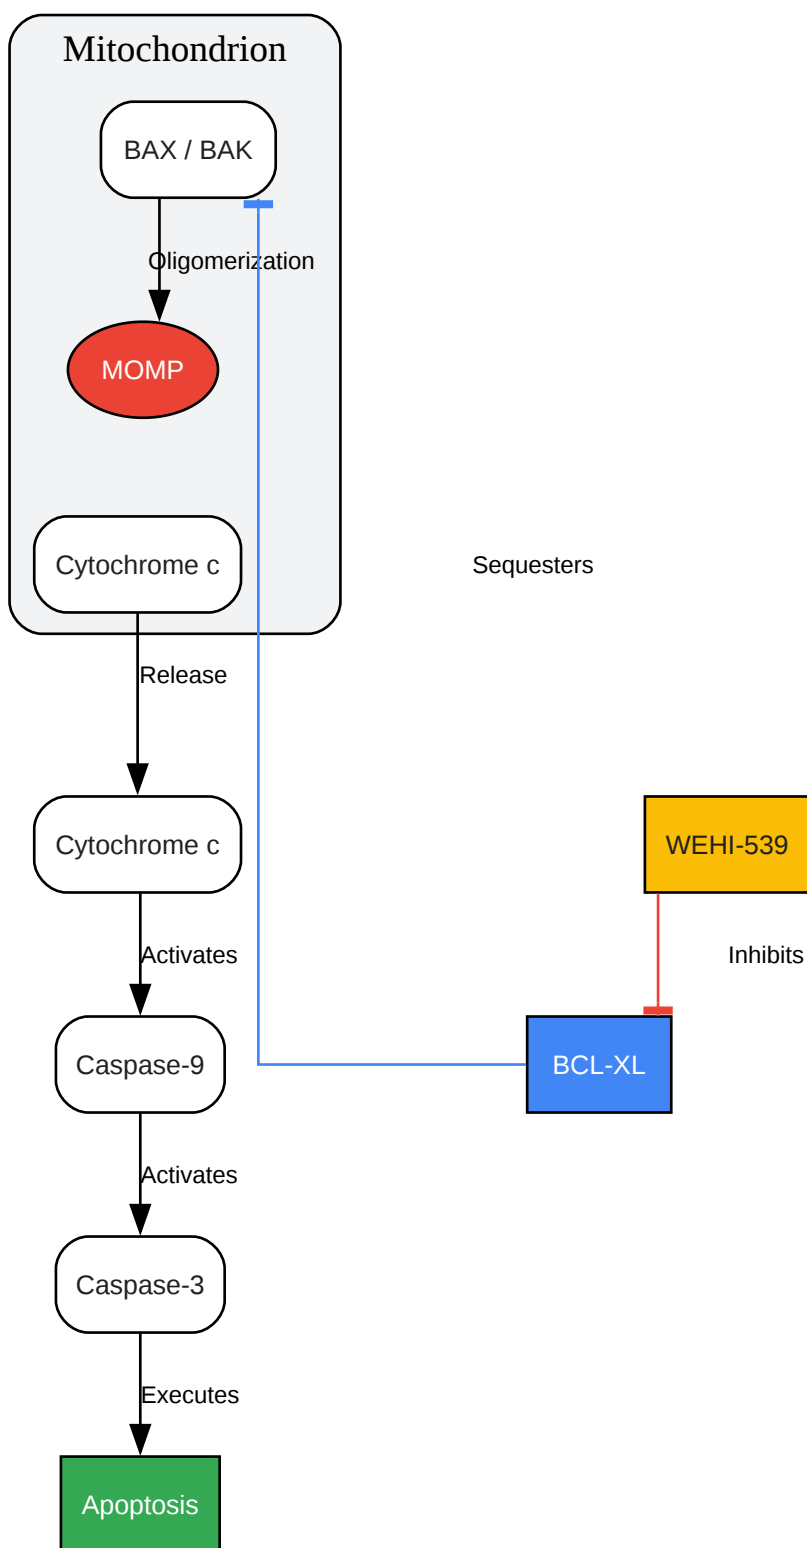 Mitochondrion
BAX / BAK
Oligomerization
MOMP
Cytochrome c
Sequesters
Release
Cytochrome c
WEHI-539
Activates
Inhibits
Caspase-9
BCL-XL
Activates
Caspase-3
Executes
Apoptosis